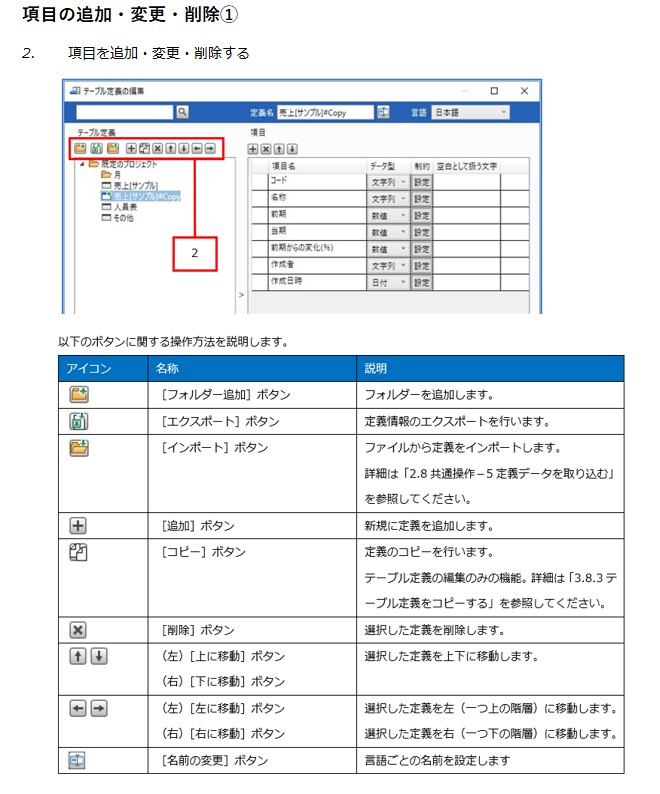 項目の追加・変更・削除①
2. 項目を追加・変更・削除する
テーブル定義の編集
定義名 売上[サンプル]#Copy 言語 日本語
テーブル定義
項目
既定のプロジェクト
月
売上[サンプル]
売上[サンプル]#Copy
人員表
その他
2
項目名 データ型 制約 空白として扱う文字
コード 文字列 設定
名称 文字列 設定
前期 数値 設定
当期 数値 設定
前期からの変化(%) 数値 設定
作成者 文字列 設定
作成日時 日付 設定
>
以下のボタンに関する操作方法を説明します。
アイコン 名称 説明
［フォルダー追加］ボタン フォルダーを追加します。
［エクスポート］ボタン 定義情報のエクスポートを行います。
［インポート］ボタン ファイルから定義をインポートします。
詳細は「2.8 共通操作－5 定義データを取り込む」
を参照してください。
［追加］ボタン 新規に定義を追加します。
［コピー］ボタン 定義のコピーを行います。
テーブル定義の編集のみの機能。詳細は「3.8.3 テ
ーブル定義をコピーする」を参照してください。
［削除］ボタン 選択した定義を削除します。
（左）［上に移動］ボタン 選択した定義を上下に移動します。
（右）［下に移動］ボタン
（左）［左に移動］ボタン 選択した定義を左（一つ上の階層）に移動します。
（右）［右に移動］ボタン 選択した定義を右（一つ下の階層）に移動します。
［名前の変更］ボタン 言語ごとの名前を設定します